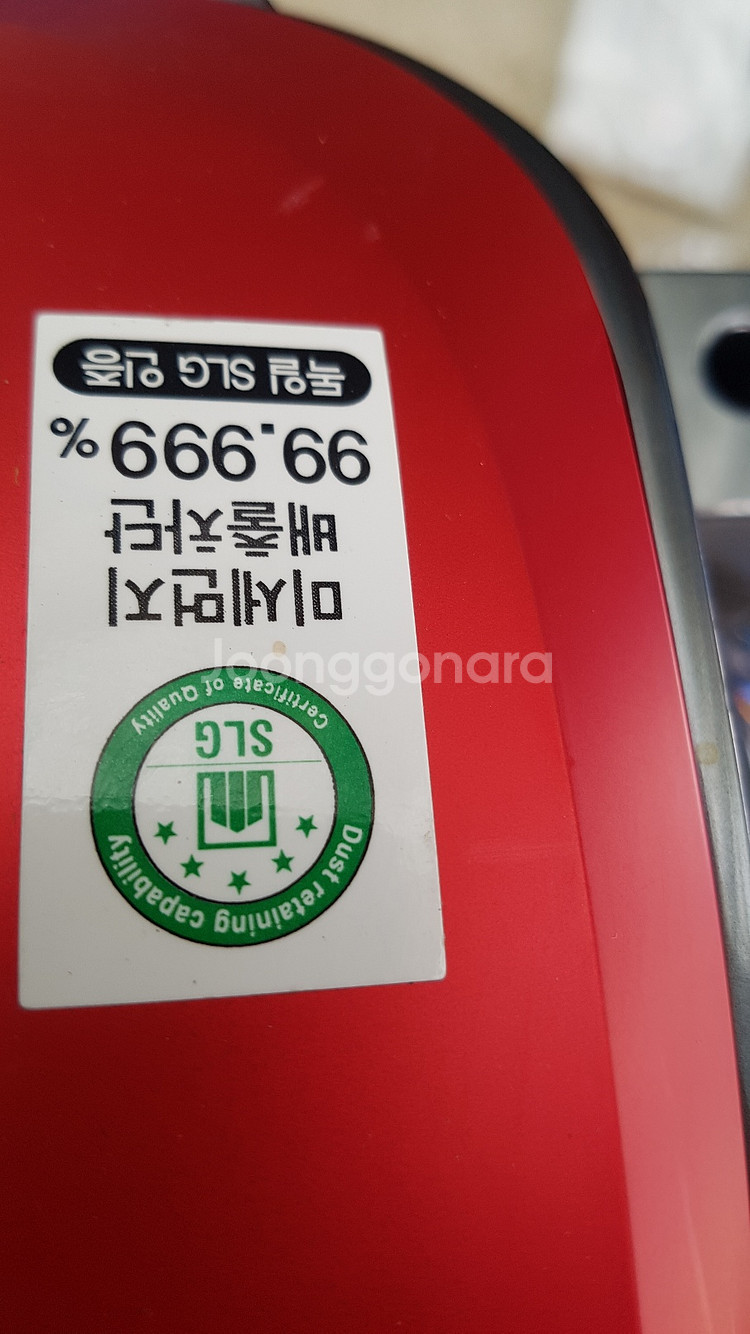 Dust retaining capability
SLG
Certificate of Quality
미세먼지
배출차단
99.999%
독일 SLG 인증
Joonggonara